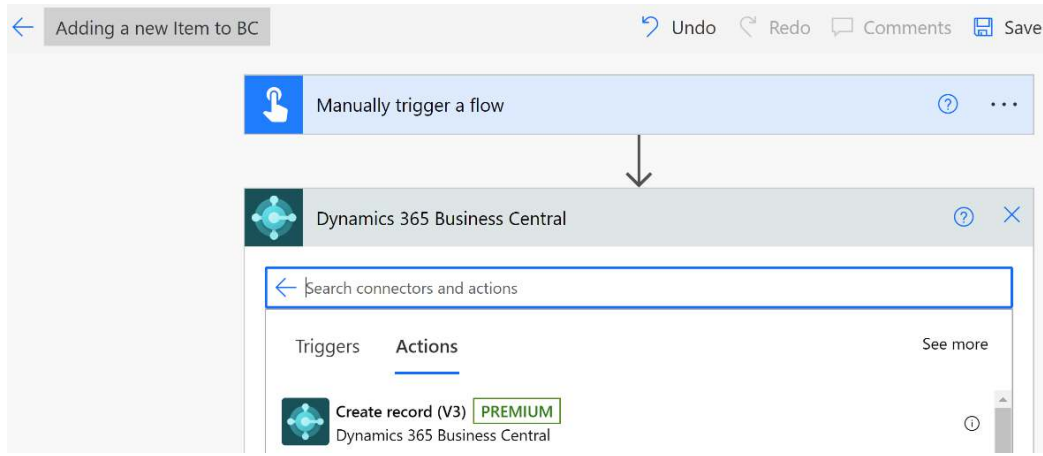 Adding a new Item to BC
Undo Redo Comments Save
Manually trigger a flow
Dynamics 365 Business Central
Search connectors and actions
Triggers Actions See more
Create record (V3) PREMIUM
Dynamics 365 Business Central